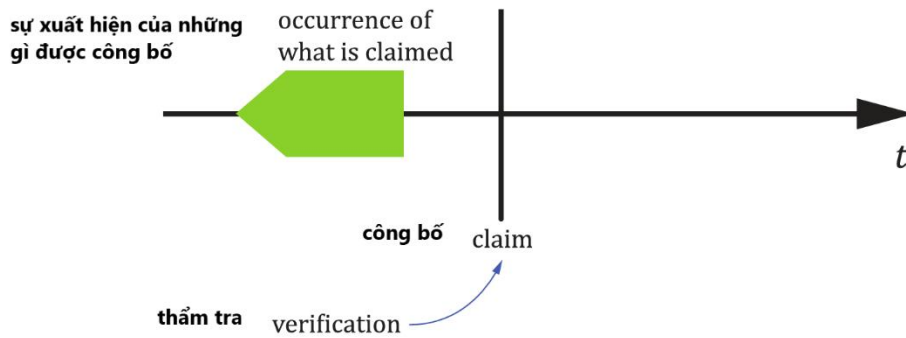 sự xuất hiện của những
gì được công bố
occurrence of
what is claimed
t
công bố claim
thẩm tra verification